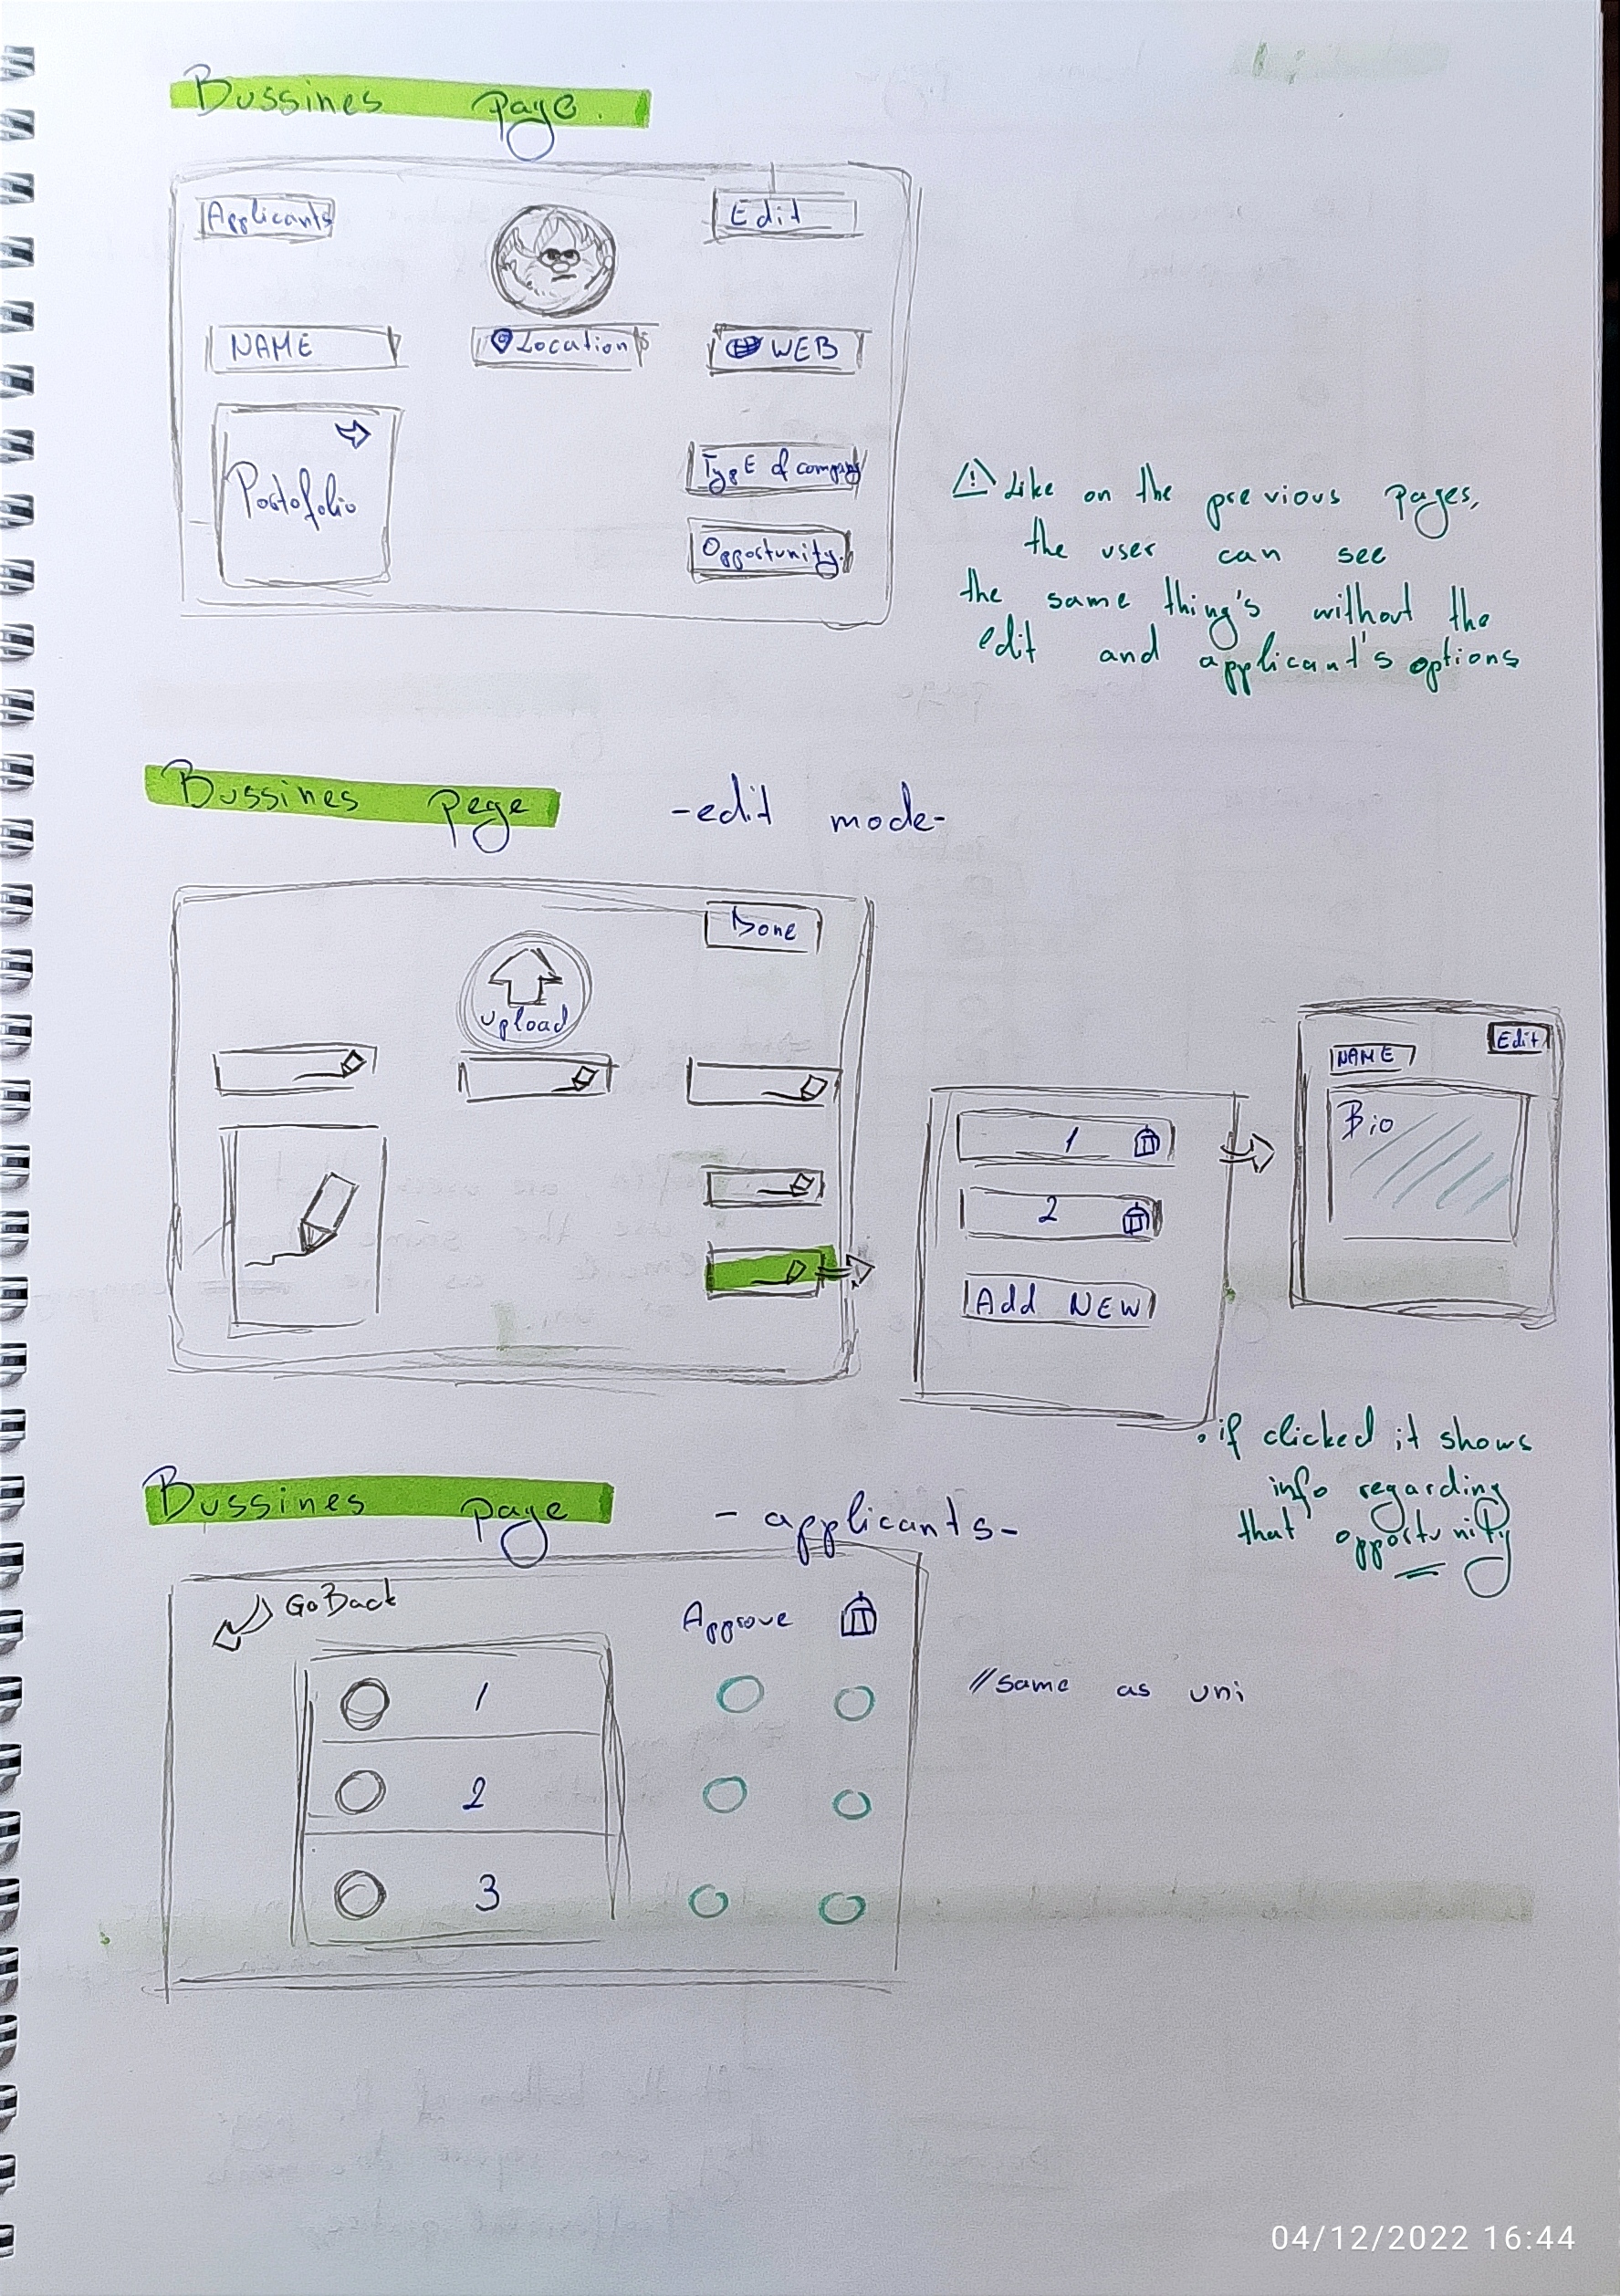 Bussines page.
Applicants
Edit
NAME
Location
WEB
Portofolio
Type of company
Opportunity
Like on the previous pages,
the user can see
the same thing's without the
edit and applicant's options
Bussines pege -edit mode-
Done
upload
1
2
Add NEW
NAME
Edit
Bio
• if clicked it shows
info regarding
that opportunity
Bussines page - applicants-
Go Back
Approve
1
2
3
//same as uni
04/12/2022 16:44